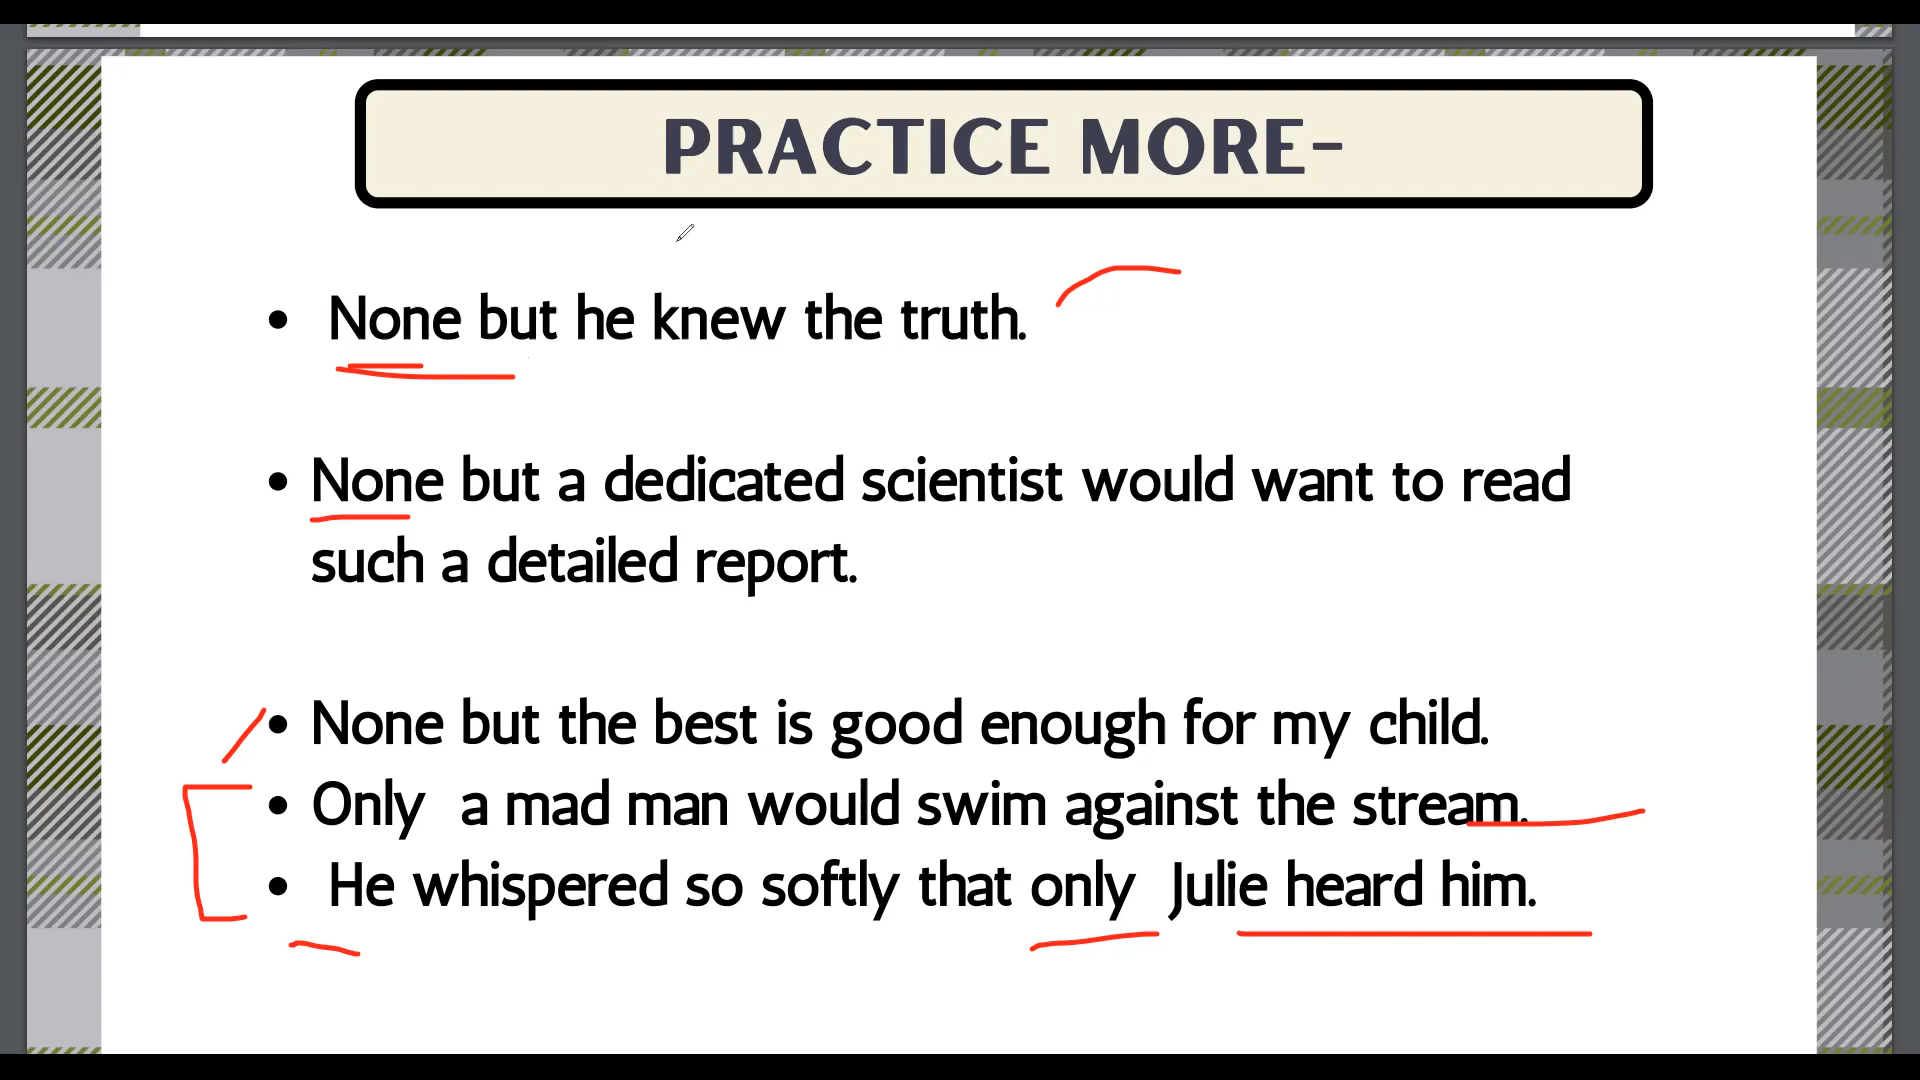 PRACTICE MORE-
• None but he knew the truth.
• None but a dedicated scientist would want to read
such a detailed report.
• None but the best is good enough for my child.
• Only a mad man would swim against the stream.
• He whispered so softly that only Julie heard him.